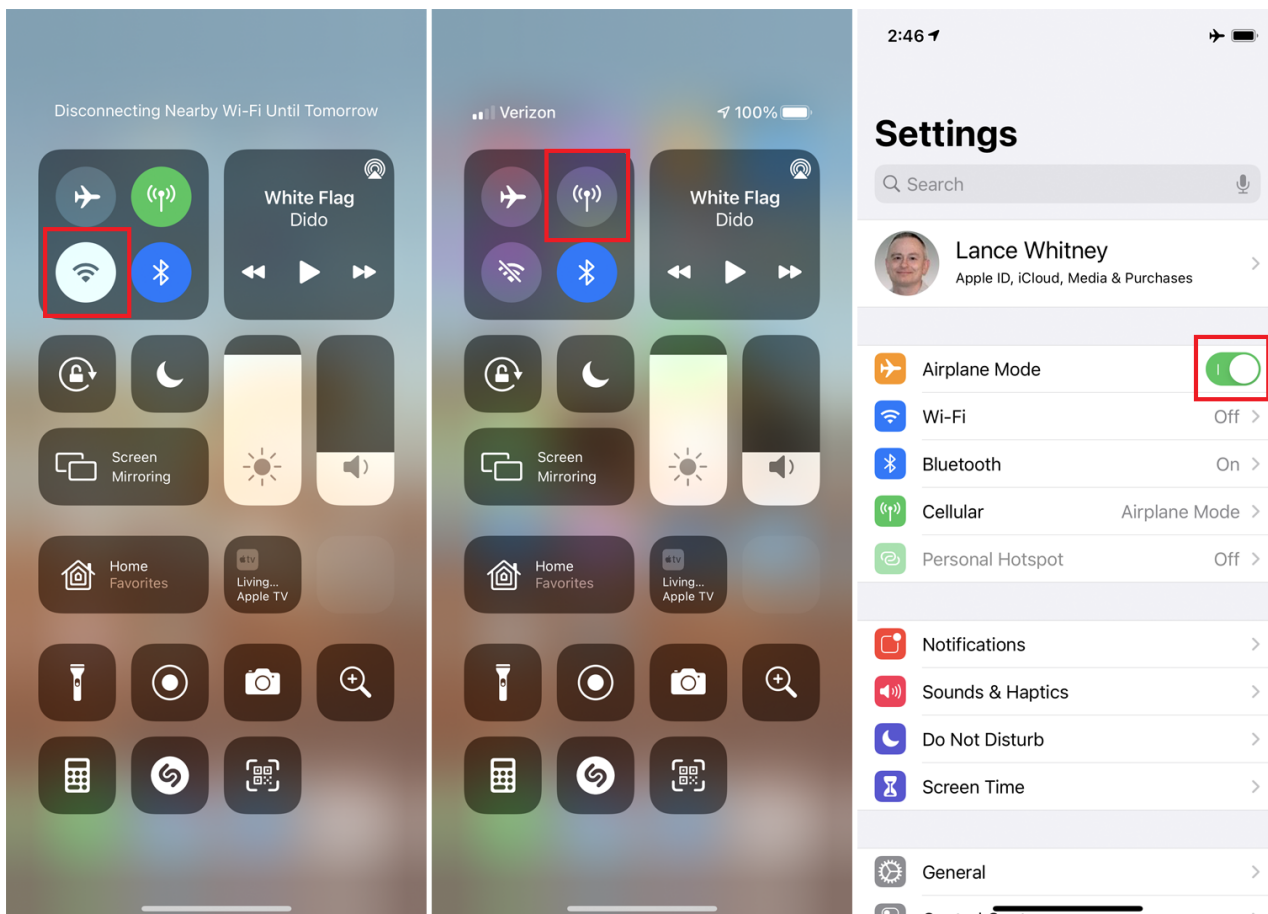 Disconnecting Nearby Wi-Fi Until Tomorrow
White Flag
Dido
Screen
Mirroring
Home
Favorites
tv
Living...
Apple TV
Verizon
100%
White Flag
Dido
Screen
Mirroring
Home
Favorites
tv
Living...
Apple TV
2:46
Settings
Search
Lance Whitney
Apple ID, iCloud, Media & Purchases
Airplane Mode
Wi-Fi Off
Bluetooth On
Cellular Airplane Mode
Personal Hotspot Off
Notifications
Sounds & Haptics
Do Not Disturb
Screen Time
General